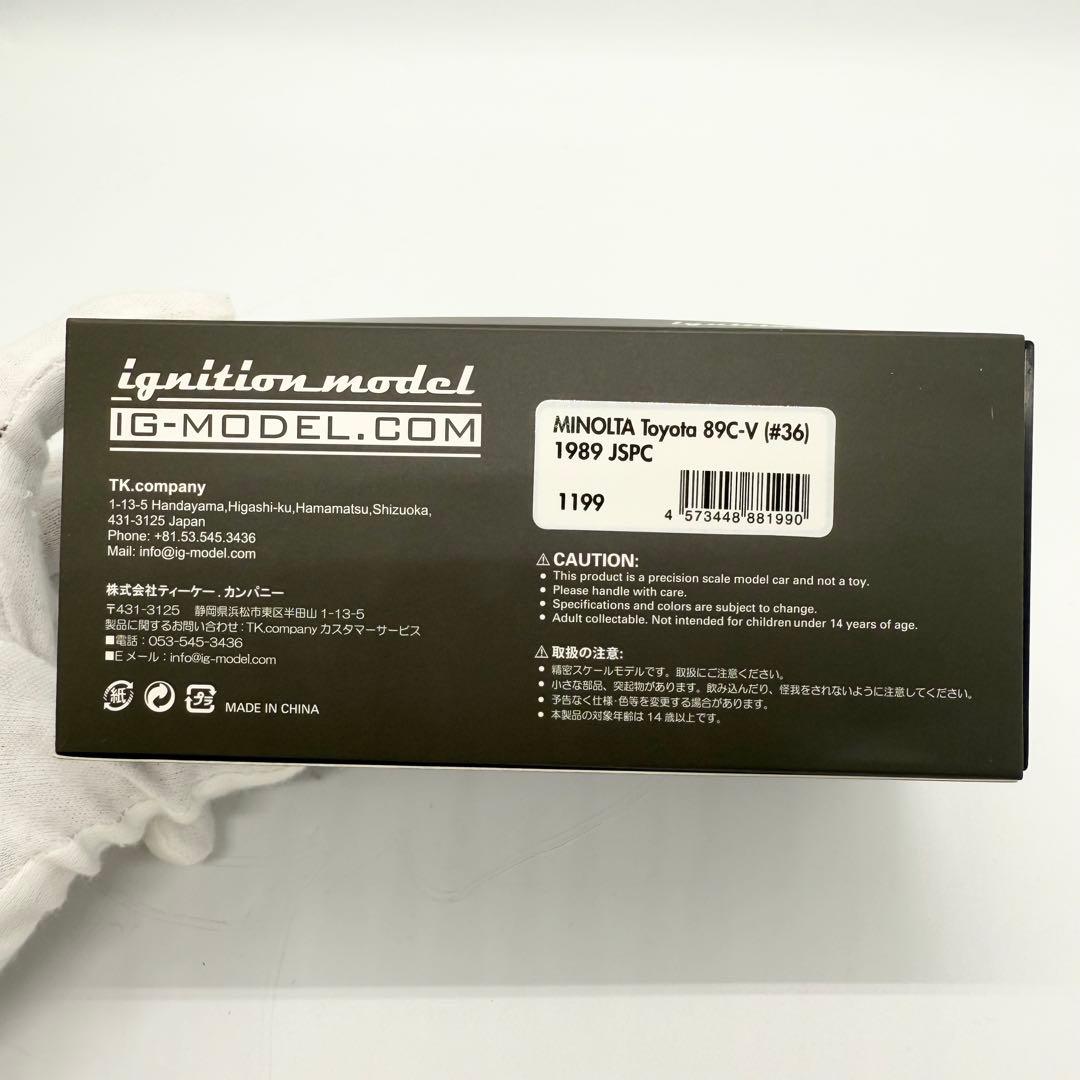 ignition model
IG-MODEL.COM
TK.company
1-13-5 Handayama,Higashi-ku,Hamamatsu,Shizuoka,
431-3125 Japan
Phone: +81.53.545.3436
Mail: info@ig-model.com
株式会社ティーケー.カンパニー
〒431-3125 静岡県浜松市東区半田山 1-13-5
製品に関するお問い合わせ:TK.company カスタマーサービス
■電話:053-545-3436
■Eメール:info@ig-model.com
紙 プラ MADE IN CHINA
MINOLTA Toyota 89C-V (#36)
1989 JSPC
1199
4 573448 881990
⚠CAUTION:
• This product is a precision scale model car and not a toy.
• Please handle with care.
• Specifications and colors are subject to change.
• Adult collectable. Not intended for children under 14 years of age.
⚠取扱の注意:
• 精密スケールモデルです。取扱にご注意ください。
• 小さな部品、突起物があります。飲み込んだり、怪我をされないように注意してください。
• 予告なく仕様・色等を変更する場合があります。
• 本製品の対象年齢は14歳以上です。